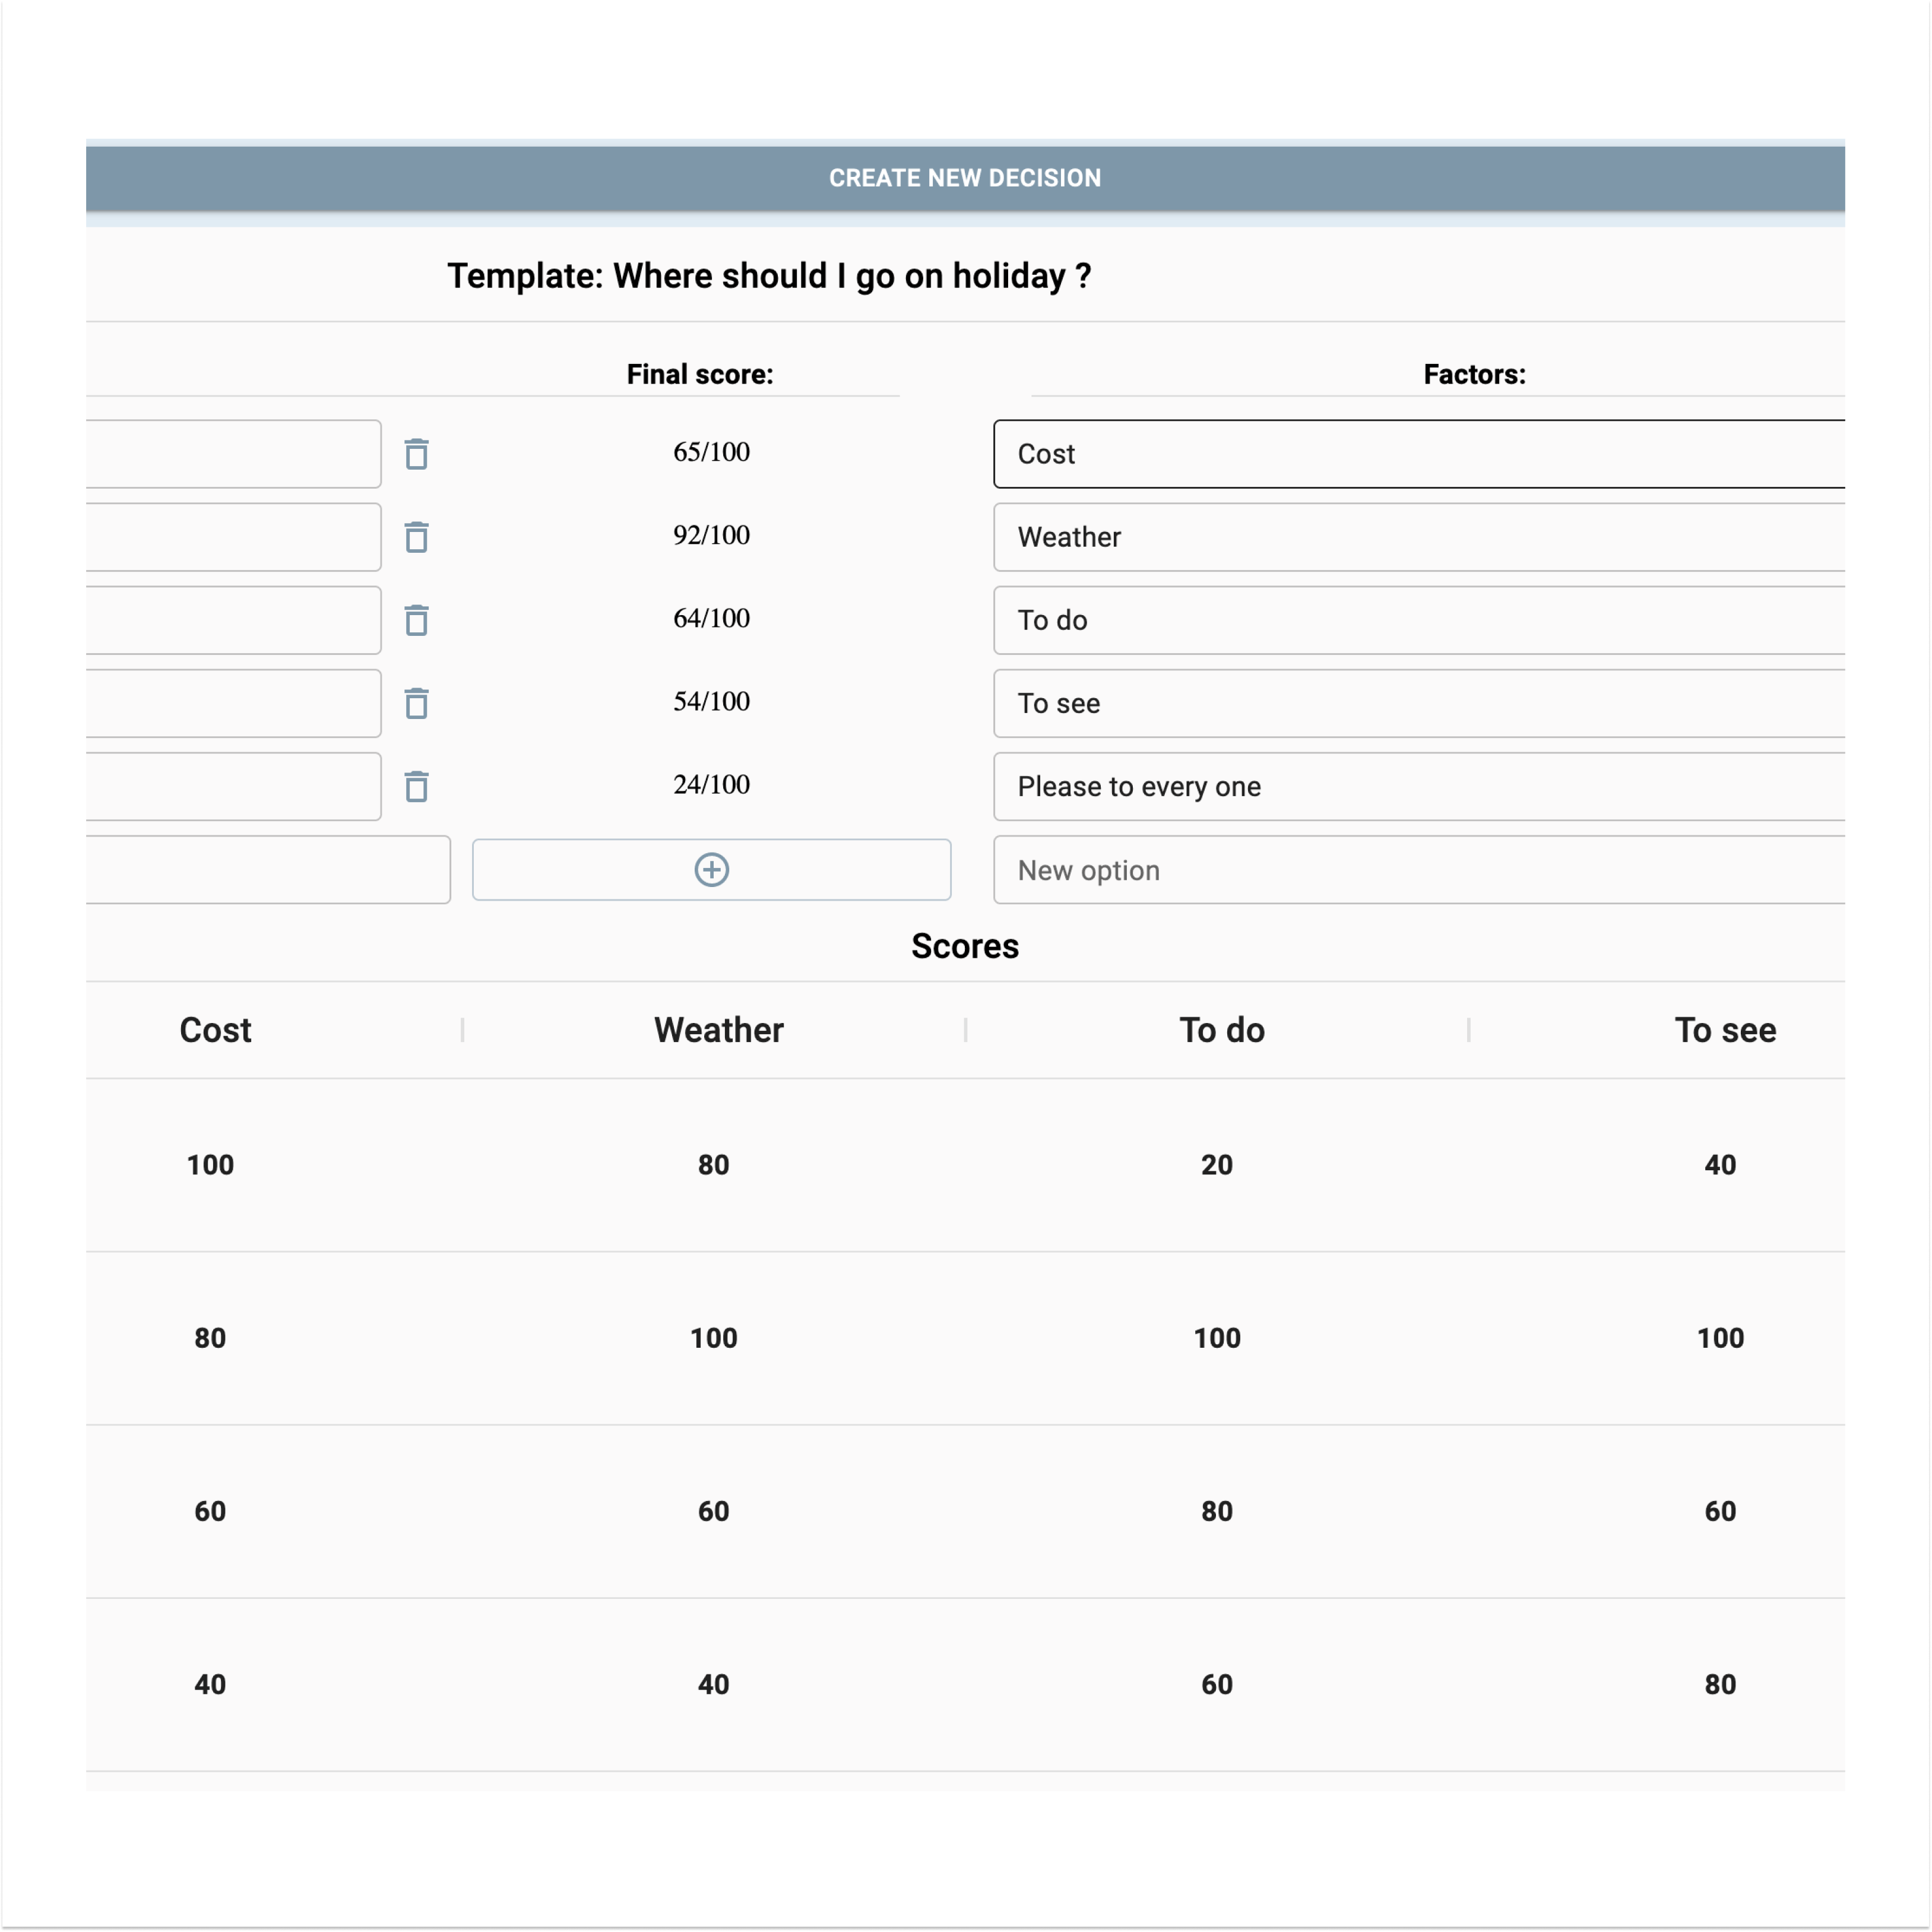 CREATE NEW DECISION
Template: Where should I go on holiday ?
Final score: Factors:
65/100 Cost
92/100 Weather
64/100 To do
54/100 To see
24/100 Please to every one
New option
Scores
Cost Weather To do To see
100 80 20 40
80 100 100 100
60 60 80 60
40 40 60 80